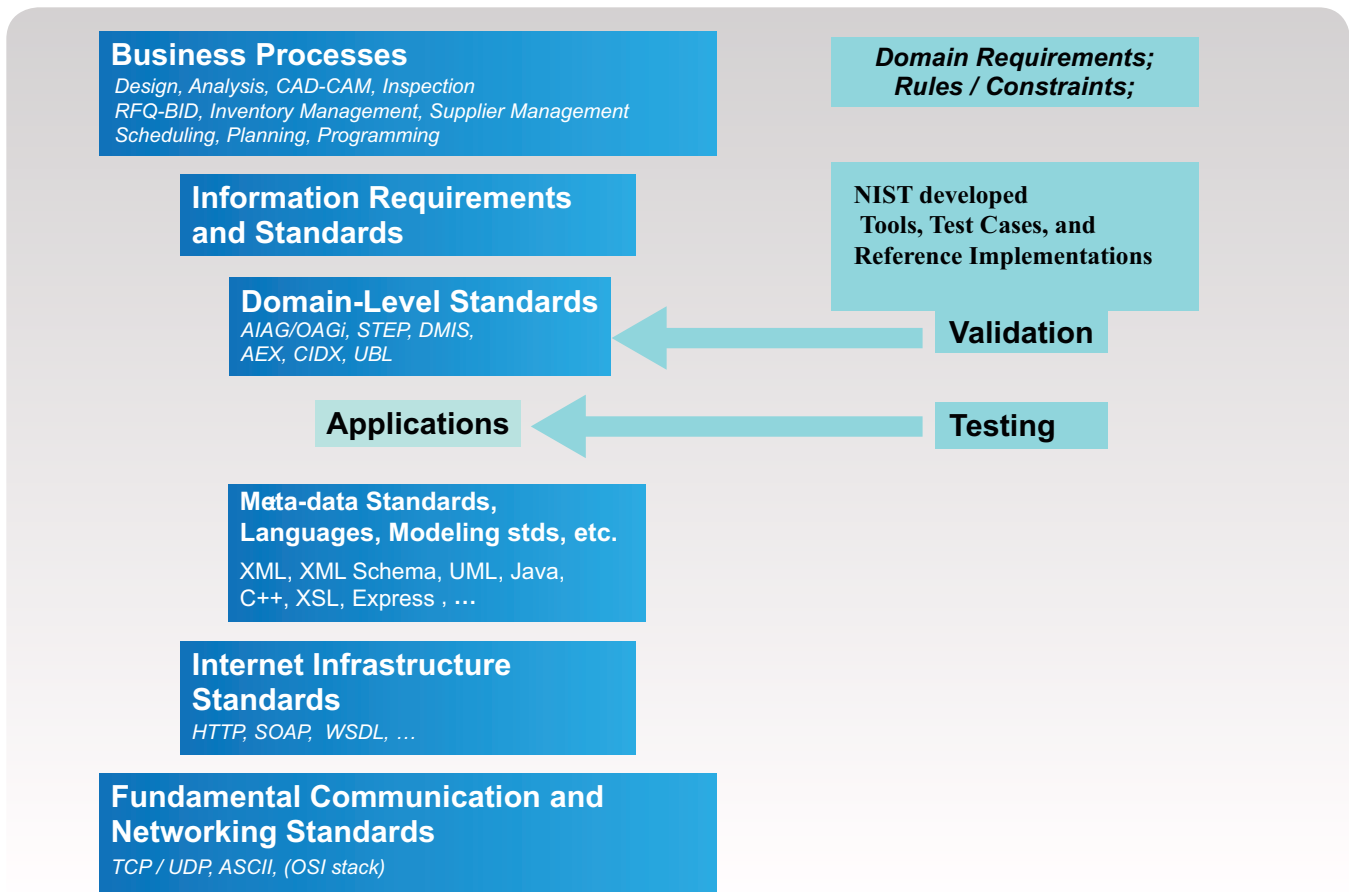 Business Processes
Design, Analysis, CAD-CAM, Inspection
RFQ-BID, Inventory Management, Supplier Management
Scheduling, Planning, Programming
Domain Requirements;
Rules / Constraints;
Information Requirements
and Standards
NIST developed
Tools, Test Cases, and
Reference Implementations
Domain-Level Standards
AIAG/OAGi, STEP, DMIS,
AEX, CIDX, UBL
Validation
Applications
Testing
Meta-data Standards,
Languages, Modeling stds, etc.
XML, XML Schema, UML, Java,
C++, XSL, Express , ...
Internet Infrastructure
Standards
HTTP, SOAP, WSDL, ...
Fundamental Communication and
Networking Standards
TCP / UDP, ASCII, (OSI stack)